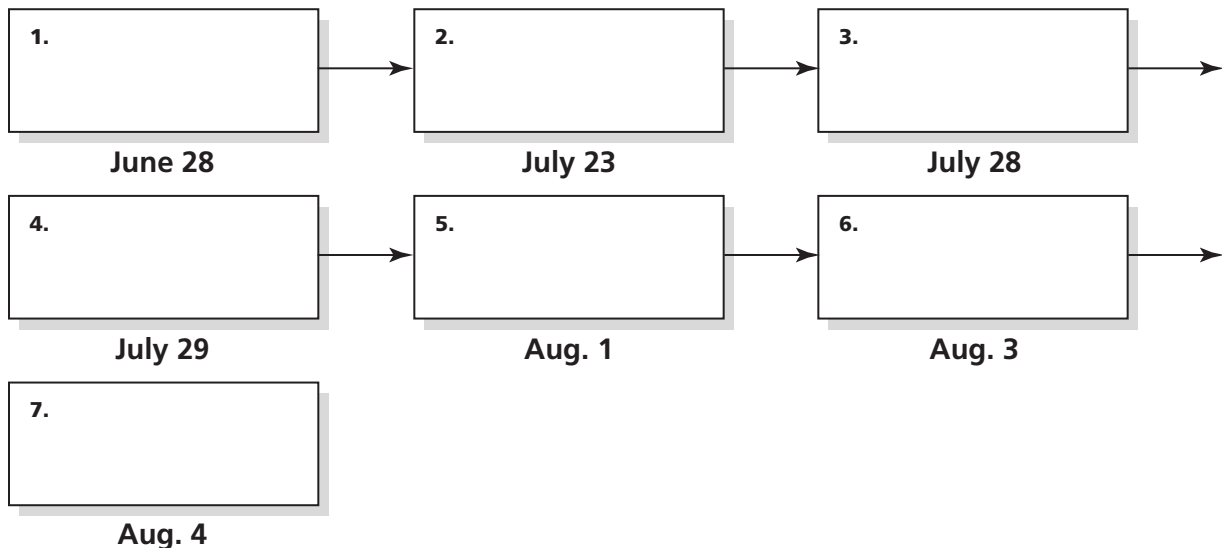 1. 2. 3.
June 28 July 23 July 28
4. 5. 6.
July 29 Aug. 1 Aug. 3
7.
Aug. 4